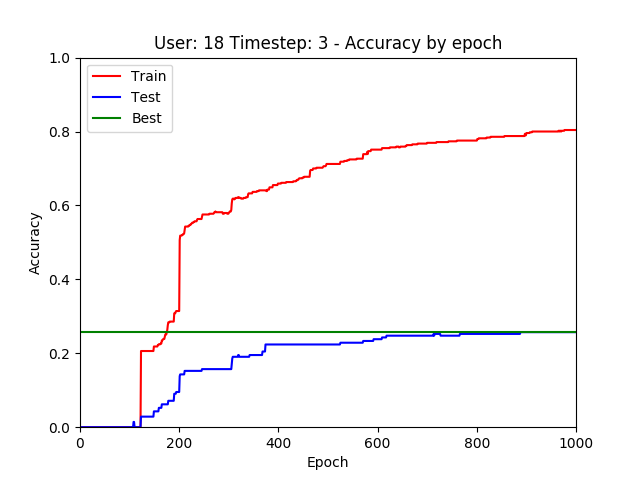 User: 18 Timestep: 3 - Accuracy by epoch
1.0
Train
Test
Best
0.8
0.6
Accuracy
0.4
0.2
0.0
0 200 400 600 800 1000
Epoch